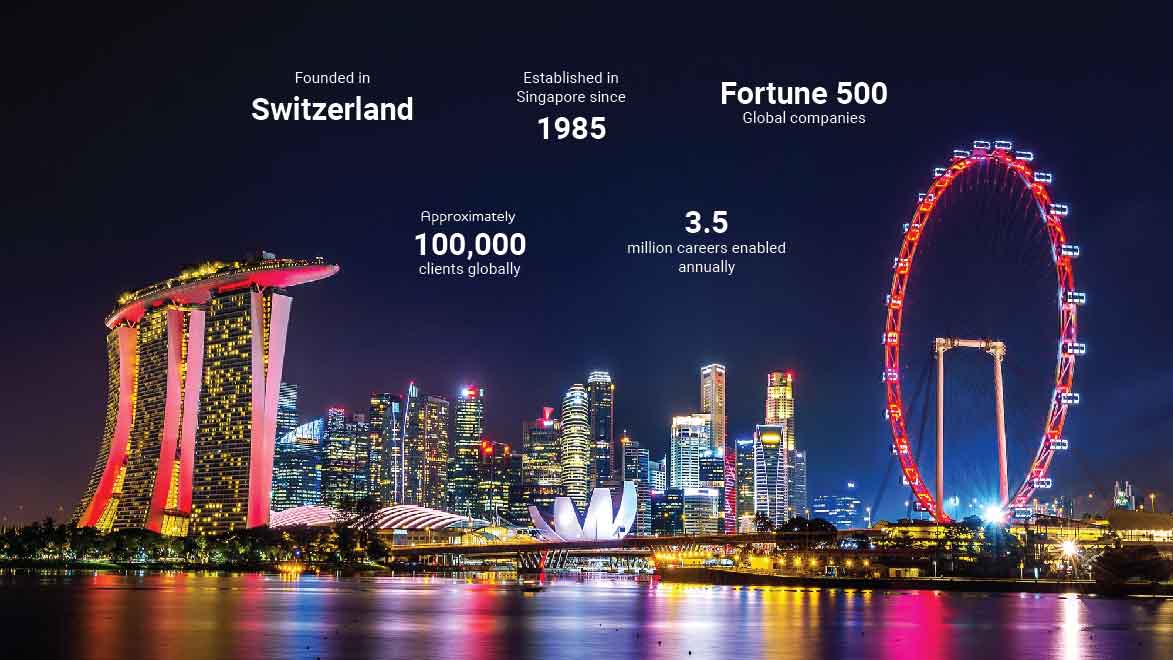 Founded in
Switzerland
Established in
Singapore since
1985
Fortune 500
Global companies
Approximately
100,000
clients globally
3.5
million careers enabled
annually